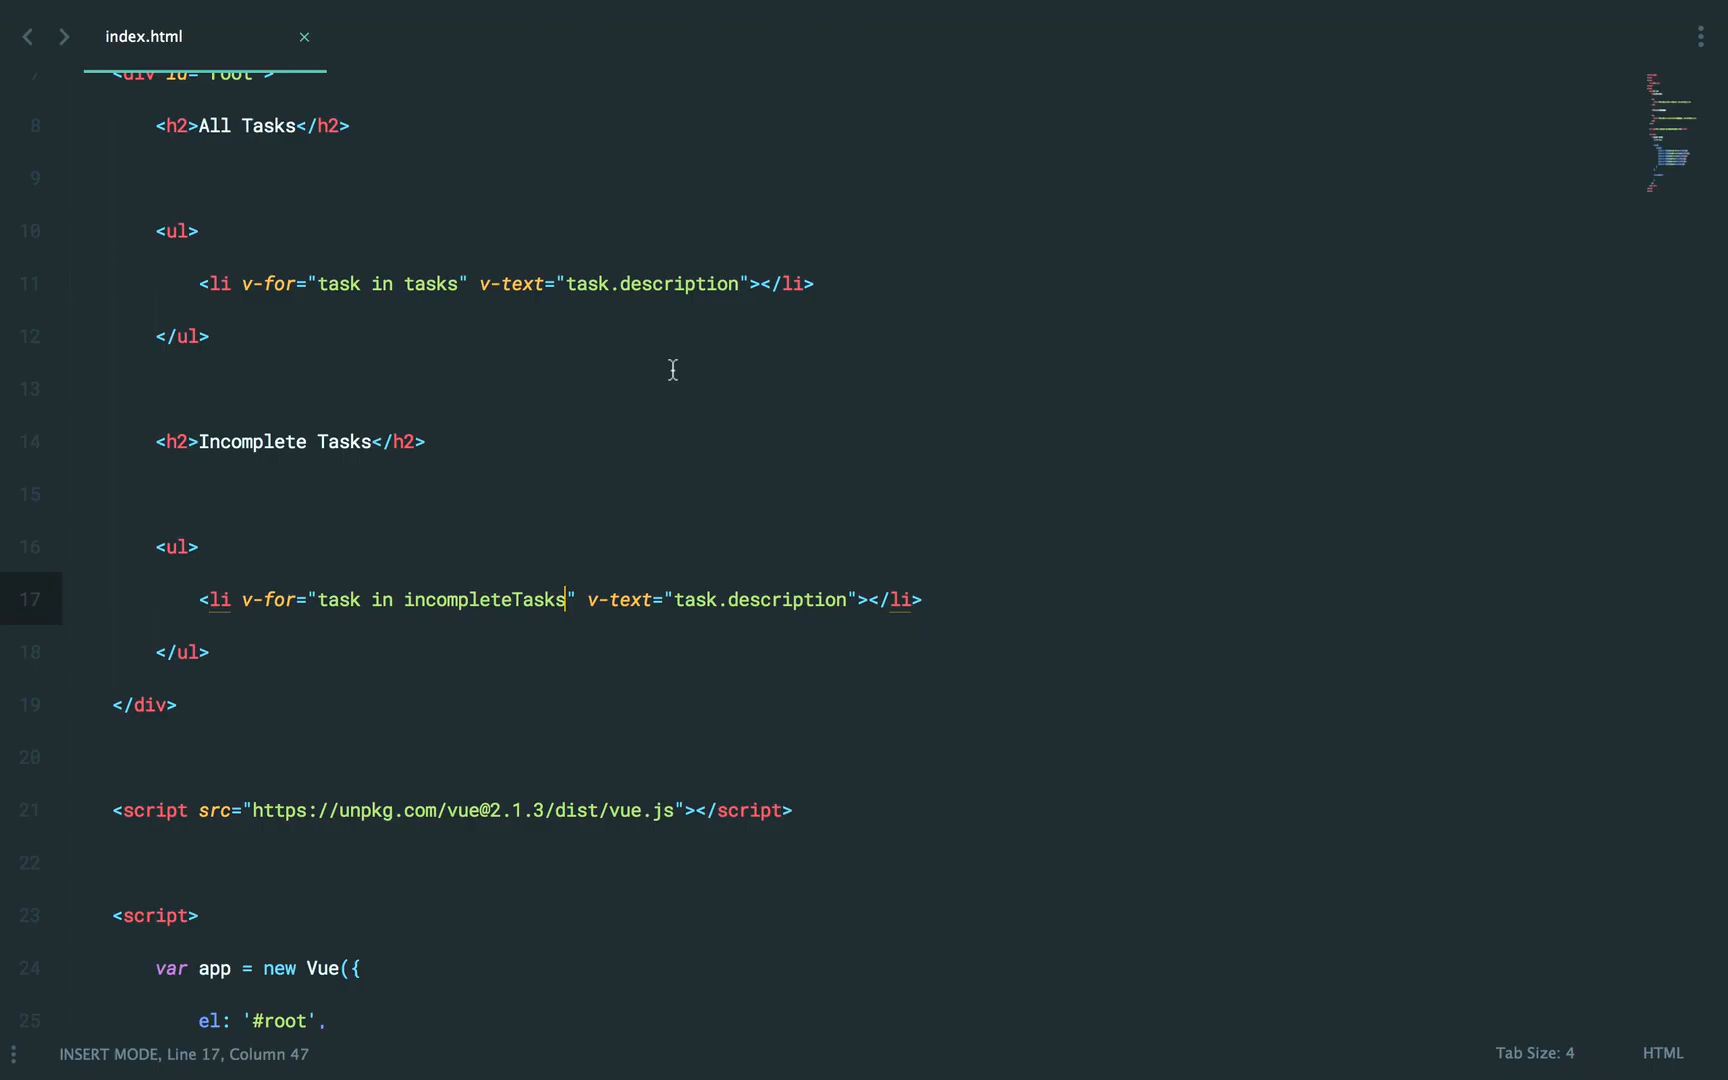 index.html ×
7 <div id="root">
8 <h2>All Tasks</h2>
9
10 <ul>
11 <li v-for="task in tasks" v-text="task.description"></li>
12 </ul>
13
14 <h2>Incomplete Tasks</h2>
15
16 <ul>
17 <li v-for="task in incompleteTasks" v-text="task.description"></li>
18 </ul>
19 </div>
20
21 <script src="https://unpkg.com/vue@2.1.3/dist/vue.js"></script>
22
23 <script>
24 var app = new Vue({
25 el: '#root',
INSERT MODE, Line 17, Column 47 Tab Size: 4 HTML